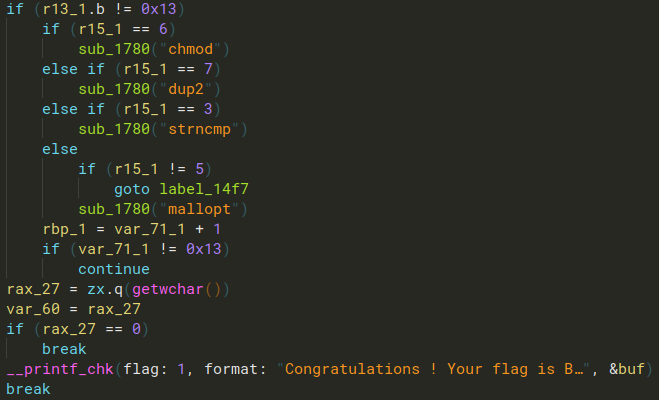 if (r13_1.b != 0x13)
if (r15_1 == 6)
sub_1780("chmod")
else if (r15_1 == 7)
sub_1780("dup2")
else if (r15_1 == 3)
sub_1780("strncmp")
else
if (r15_1 != 5)
goto label_14f7
sub_1780("mallopt")
rbp_1 = var_71_1 + 1
if (var_71_1 != 0x13)
continue
rax_27 = zx.q(getwchar())
var_60 = rax_27
if (rax_27 == 0)
break
__printf_chk(flag: 1, format: "Congratulations ! Your flag is B…", &buf)
break